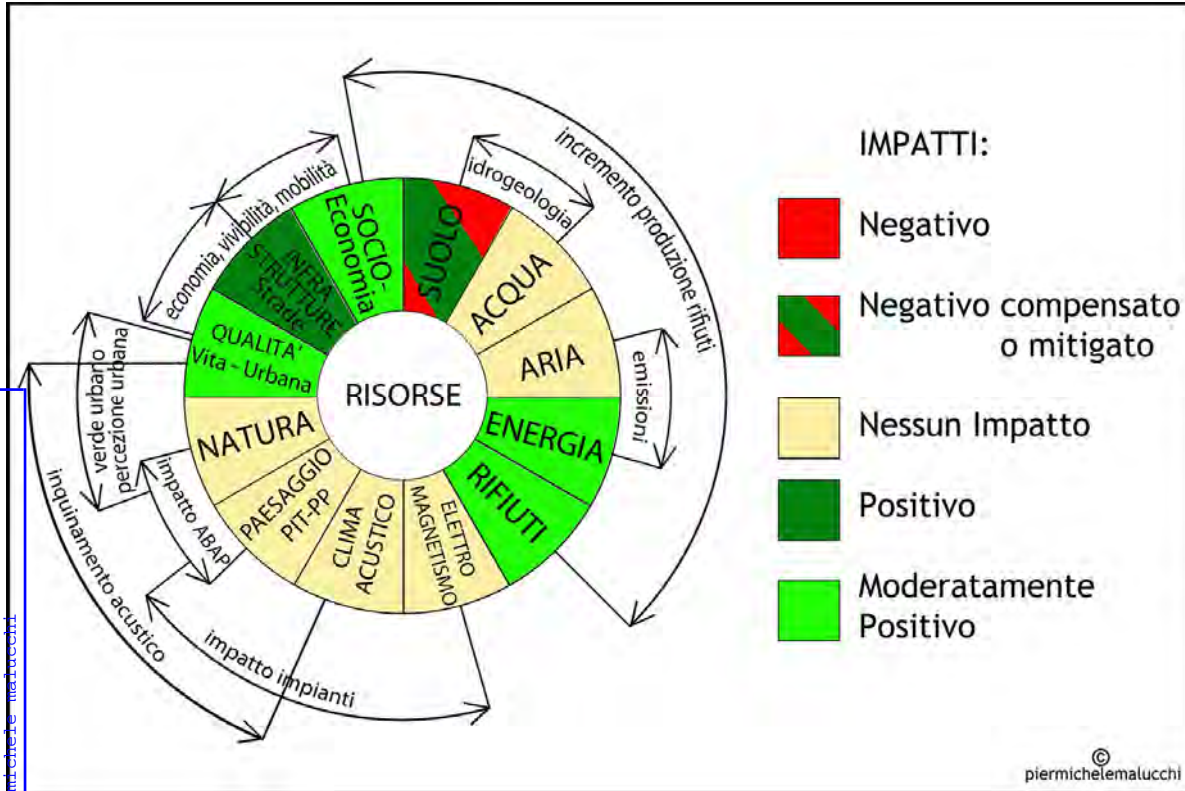 RISORSE
SUOLO
ACQUA
ARIA
ENERGIA
RIFIUTI
ELETTRO
MAGNETISMO
CLIMA
ACUSTICO
PAESAGGIO
PIT-PP
NATURA
QUALITA'
Vita-Urbana
INFRA
STRUTTURE
Strade
SOCIO-
Economia
idrogeologia
incremento produzione rifiuti
emissioni
impatto impianti
inquinamento acustico
impatto ABAP
verde urbano
percezione urbana
economia, vivibilità, mobilità
IMPATTI:
Negativo
Negativo compensato
o mitigato
Nessun Impatto
Positivo
Moderatamente
Positivo
©
piermichelemalucchi
michele malucchi